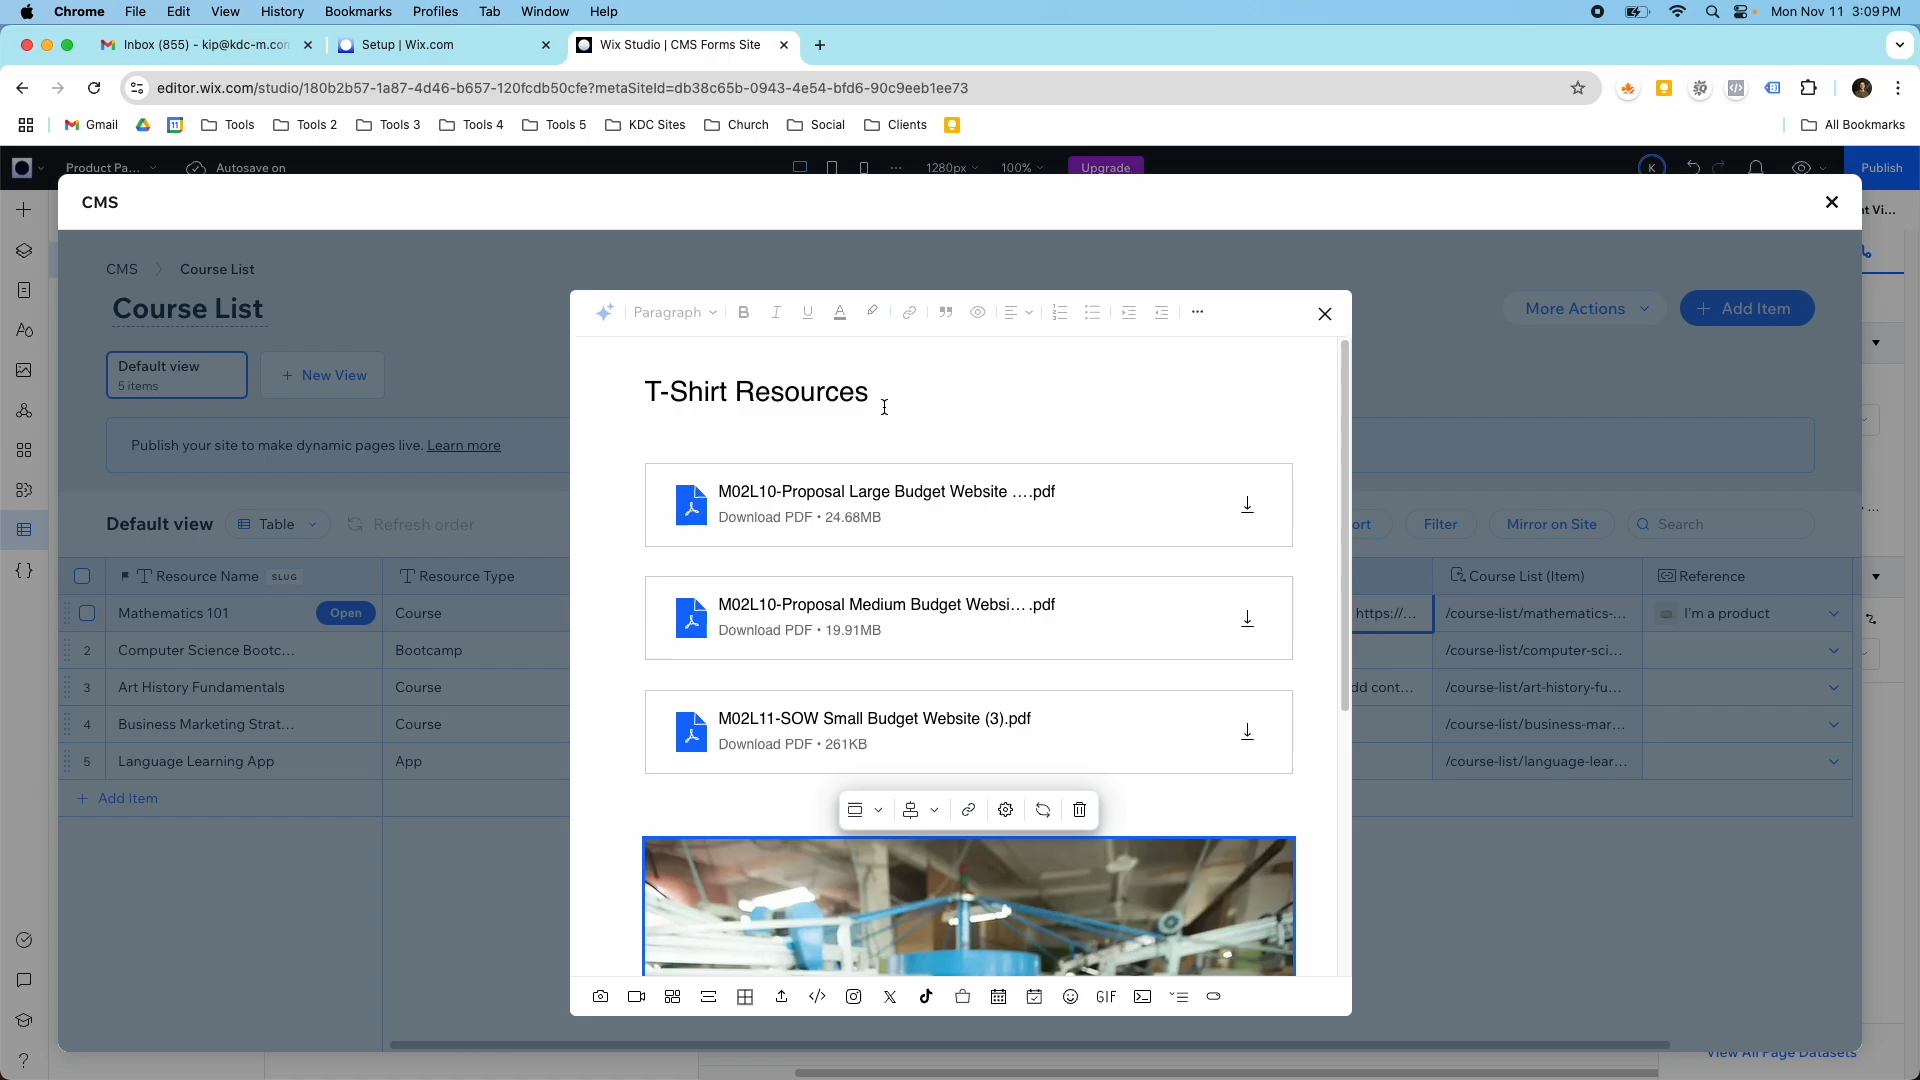 Chrome File Edit View History Bookmarks Profiles Tab Window Help Mon Nov 11 3:09 PM
Inbox (855) - kip@kdc-m.con
Setup | Wix.com
Wix Studio | CMS Forms Site
editor.wix.com/studio/180b2b57-1a87-4d46-b657-120fcdb50cfe?metaSiteId=db38c65b-0943-4e54-bfd6-90c9eeb1ee73
Gmail Tools Tools 2 Tools 3 Tools 4 Tools 5 KDC Sites Church Social Clients All Bookmarks
Product Pa... Autosave on 1280px 100% Upgrade K Publish
CMS
CMS Course List
Course List
More Actions
+ Add Item
Default view
5 items
+ New View
Publish your site to make dynamic pages live. Learn more
Default view Table Refresh order
Filter Mirror on Site Search
Resource Name SLUG Resource Type Course List (Item) Reference
Mathematics 101 Open Course https://... /course-list/mathematics-... I'm a product
2 Computer Science Bootc... Bootcamp /course-list/computer-sci...
3 Art History Fundamentals Course dd cont... /course-list/art-history-fu...
4 Business Marketing Strat... Course /course-list/business-mar...
5 Language Learning App App /course-list/language-lear...
+ Add Item
Paragraph B I U A
T-Shirt Resources
M02L10-Proposal Large Budget Website ....pdf
Download PDF • 24.68MB
M02L10-Proposal Medium Budget Websi... .pdf
Download PDF • 19.91MB
M02L11-SOW Small Budget Website (3).pdf
Download PDF • 261KB
GIF
View All Page Datasets